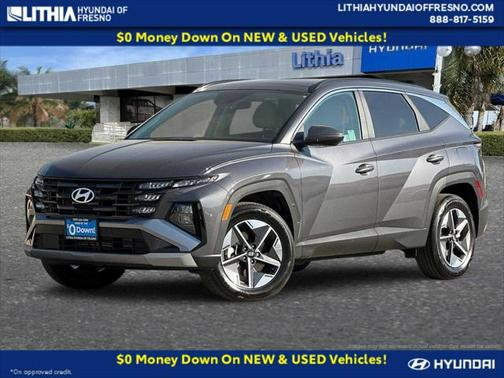 LITHIA HYUNDAI OF
FRESNO
LITHIAHYUNDAIOFFRESNO.COM
888-817-5159
$0 Money Down On NEW & USED Vehicles!
Lithia
HYUNDAI
$0 Down!
$0 Money Down On NEW & USED Vehicles!
*On approved credit.
HYUNDAI